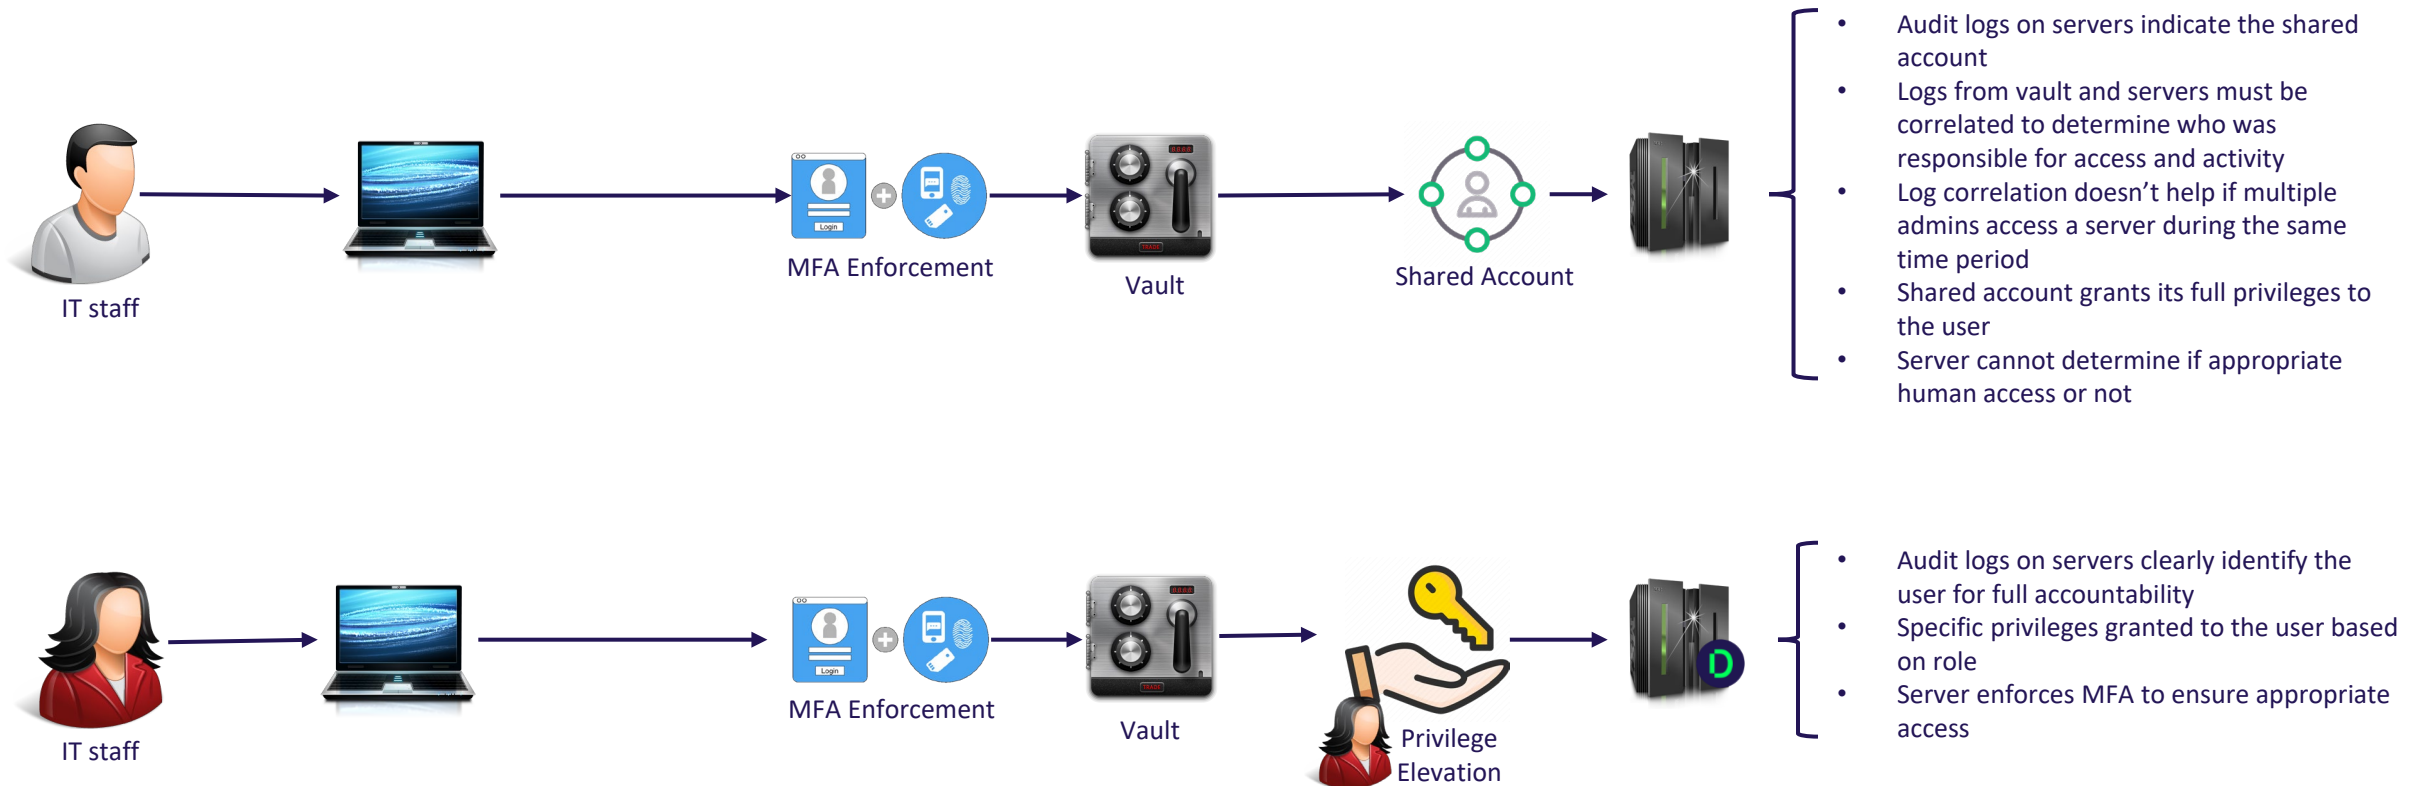 IT staff
Login
MFA Enforcement
Vault
Shared Account
• Audit logs on servers indicate the shared
account
• Logs from vault and servers must be
correlated to determine who was
responsible for access and activity
• Log correlation doesn’t help if multiple
admins access a server during the same
time period
• Shared account grants its full privileges to
the user
• Server cannot determine if appropriate
human access or not
IT staff
Login
MFA Enforcement
Vault
Privilege
Elevation
D
• Audit logs on servers clearly identify the
user for full accountability
• Specific privileges granted to the user based
on role
• Server enforces MFA to ensure appropriate
access